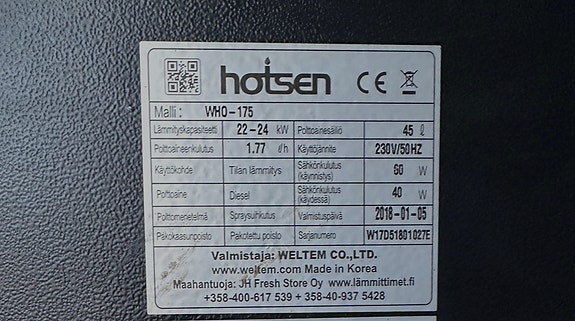 hotsen CE
Malli : WHO-175
Lämmityskapasiteetti 22-24 kW Polttoainesäiliö 45 ℓ
Polttoaineenkulutus 1.77 ℓ/h Käyttöjännite 230V/50HZ
Käyttökohde Tilan lämmitys Sähkönkulutus (käynnistys) 60 W
Polttoaine Diesel Sähkönkulutus (käydessä) 40 W
Polttomenetelmä Spraysuihkutus Valmistuspäivä 2018-01-05
Pakokaasunpoisto Pakotettu poisto Sarjanumero W17D51801027E
Valmistaja: WELTEM CO.,LTD.
www.weltem.com Made in Korea
Maahantuoja: JH Fresh Store Oy www.lämmittimet.fi
+358-400-617 539 +358-40-937 5428